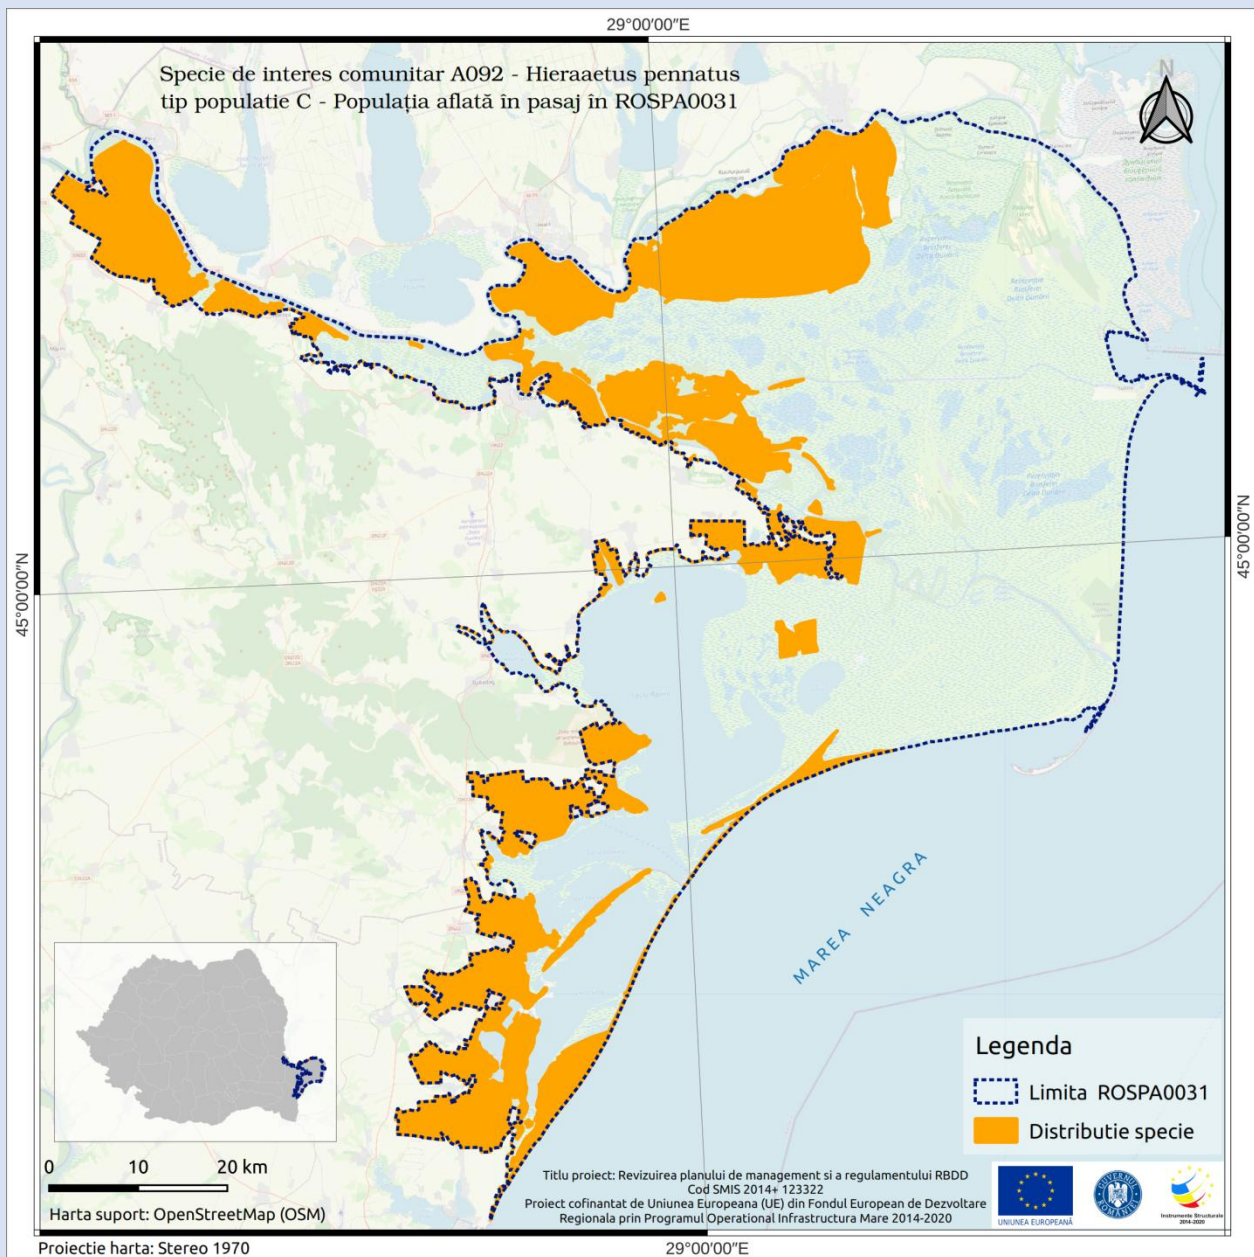 29°00′00″E
Specie de interes comunitar A092 - Hieraaetus pennatus
tip populatie C - Populația aflată în pasaj în ROSPA0031
N
45°00′00″N
45°00′00″N
MAREA NEAGRA
Legenda
Limita ROSPA0031
Distributie specie
0 10 20 km
Harta suport: OpenStreetMap (OSM)
Titlu proiect: Revizuirea planului de management si a regulamentului RBDD
Cod SMIS 2014+ 123322
Proiect cofinantat de Uniunea Europeana (UE) din Fondul European de Dezvoltare
Regionala prin Programul Operational Infrastructura Mare 2014-2020
UNIUNEA EUROPEANĂ
GUVERNUL ROMÂNIEI
Instrumente Structurale
2014-2020
Proiectie harta: Stereo 1970
29°00′00″E